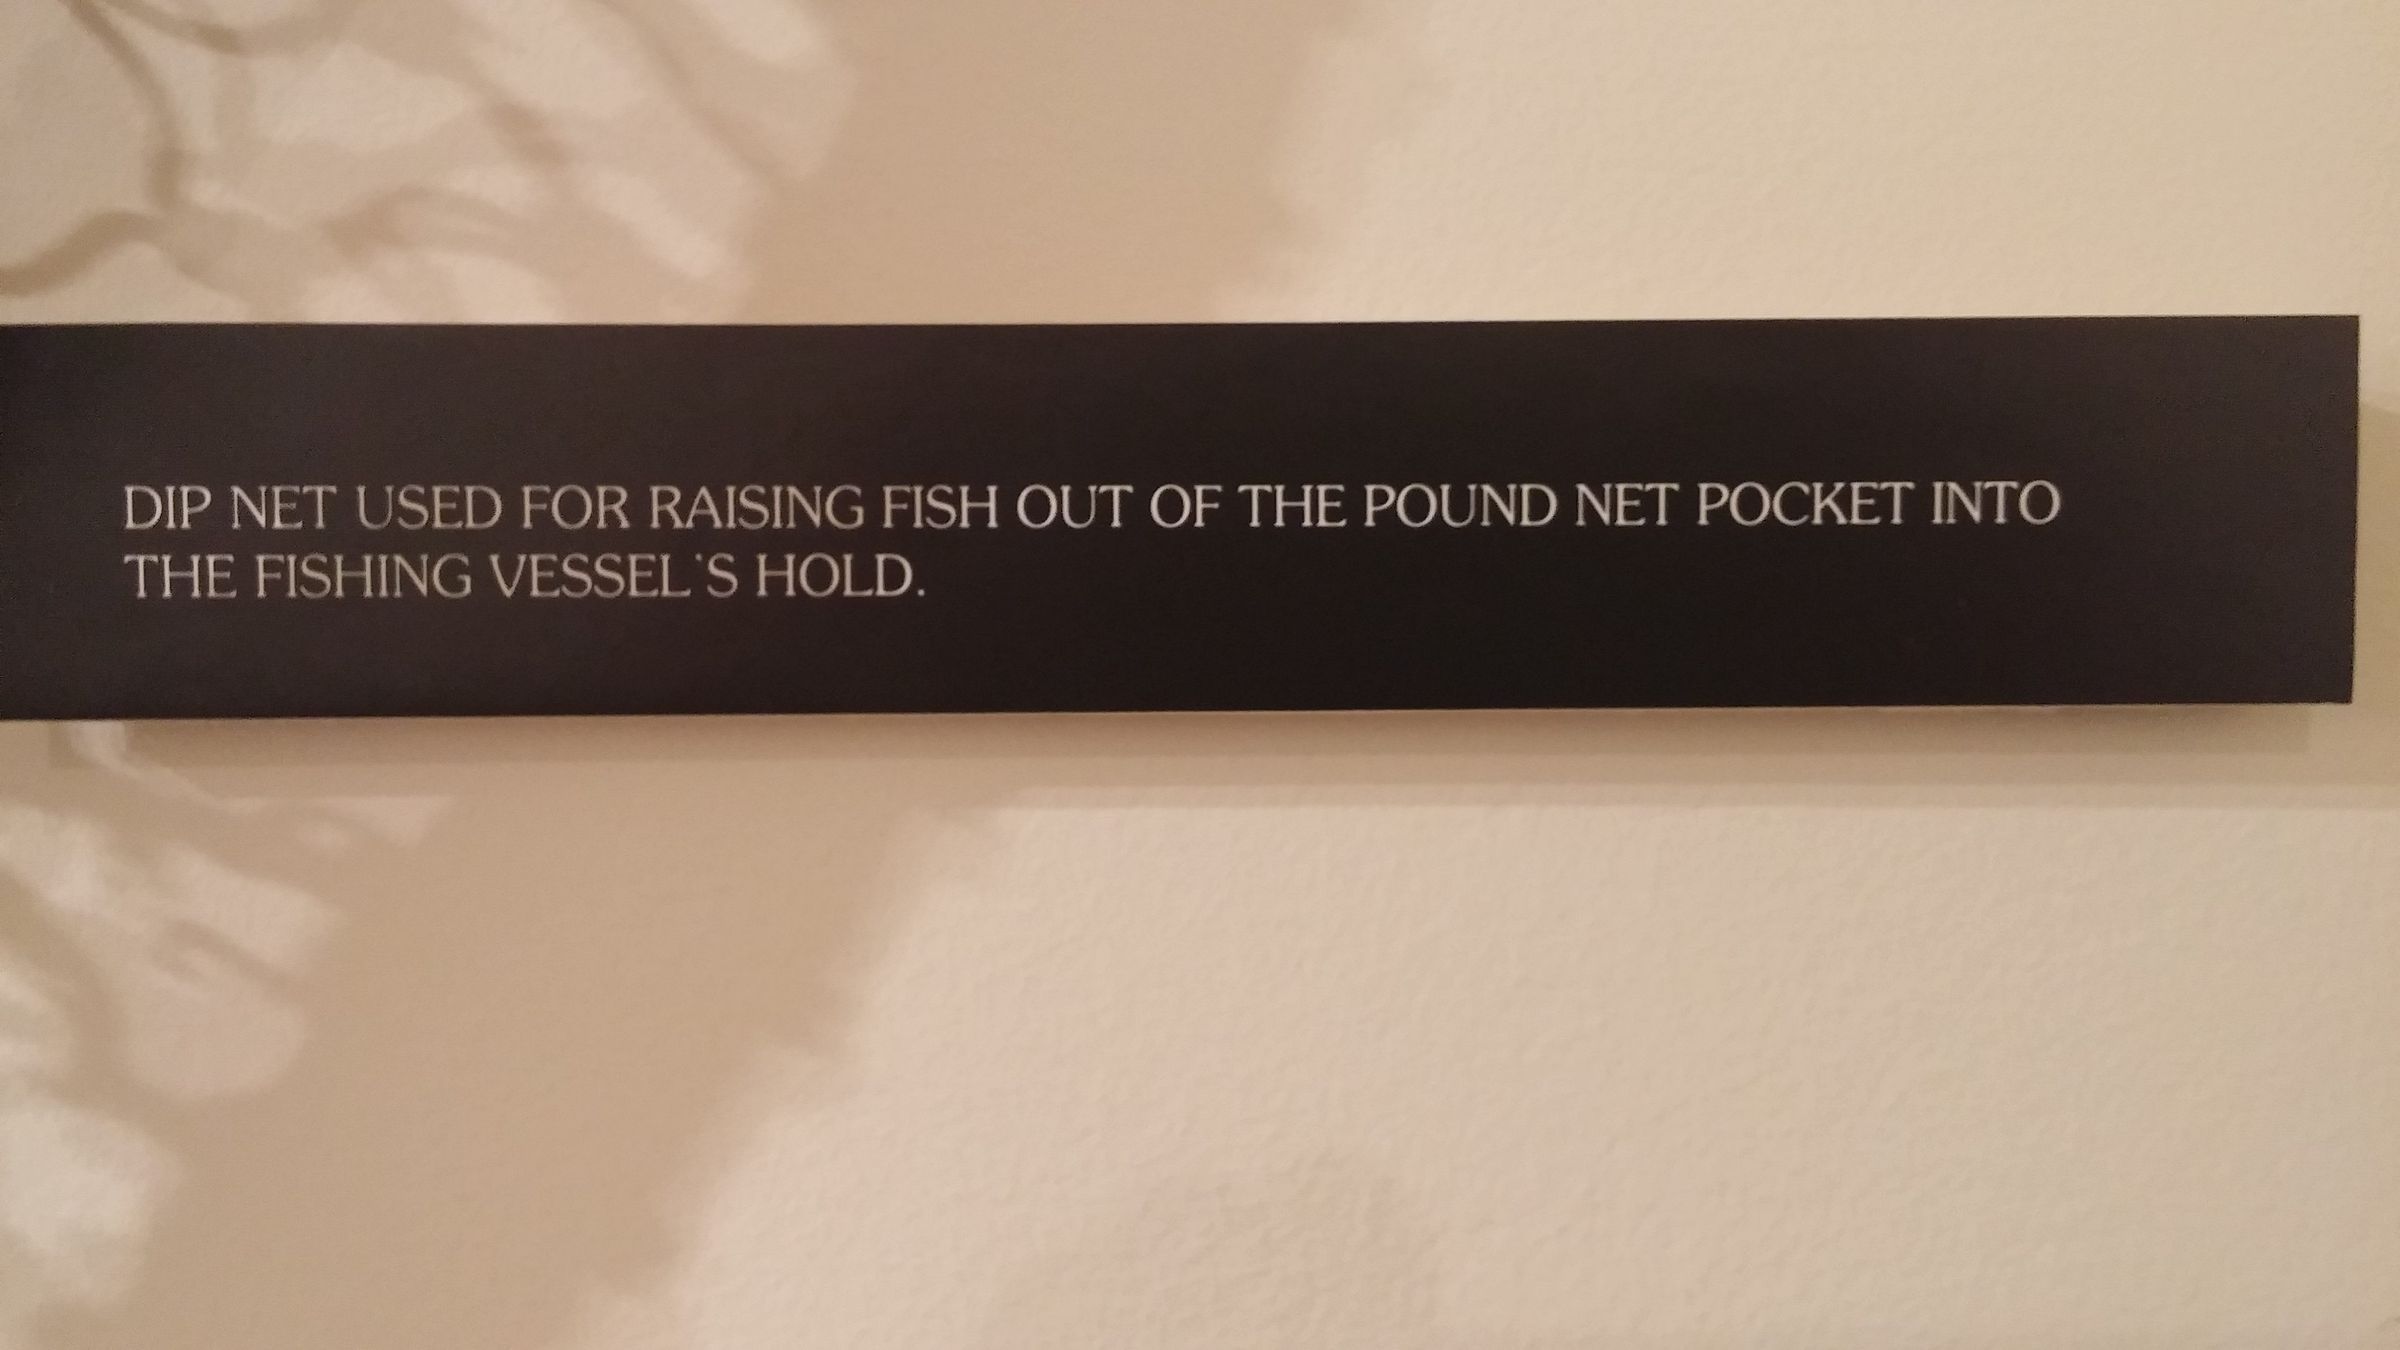 DIP NET USED FOR RAISING FISH OUT OF THE POUND NET POCKET INTO
THE FISHING VESSEL'S HOLD.